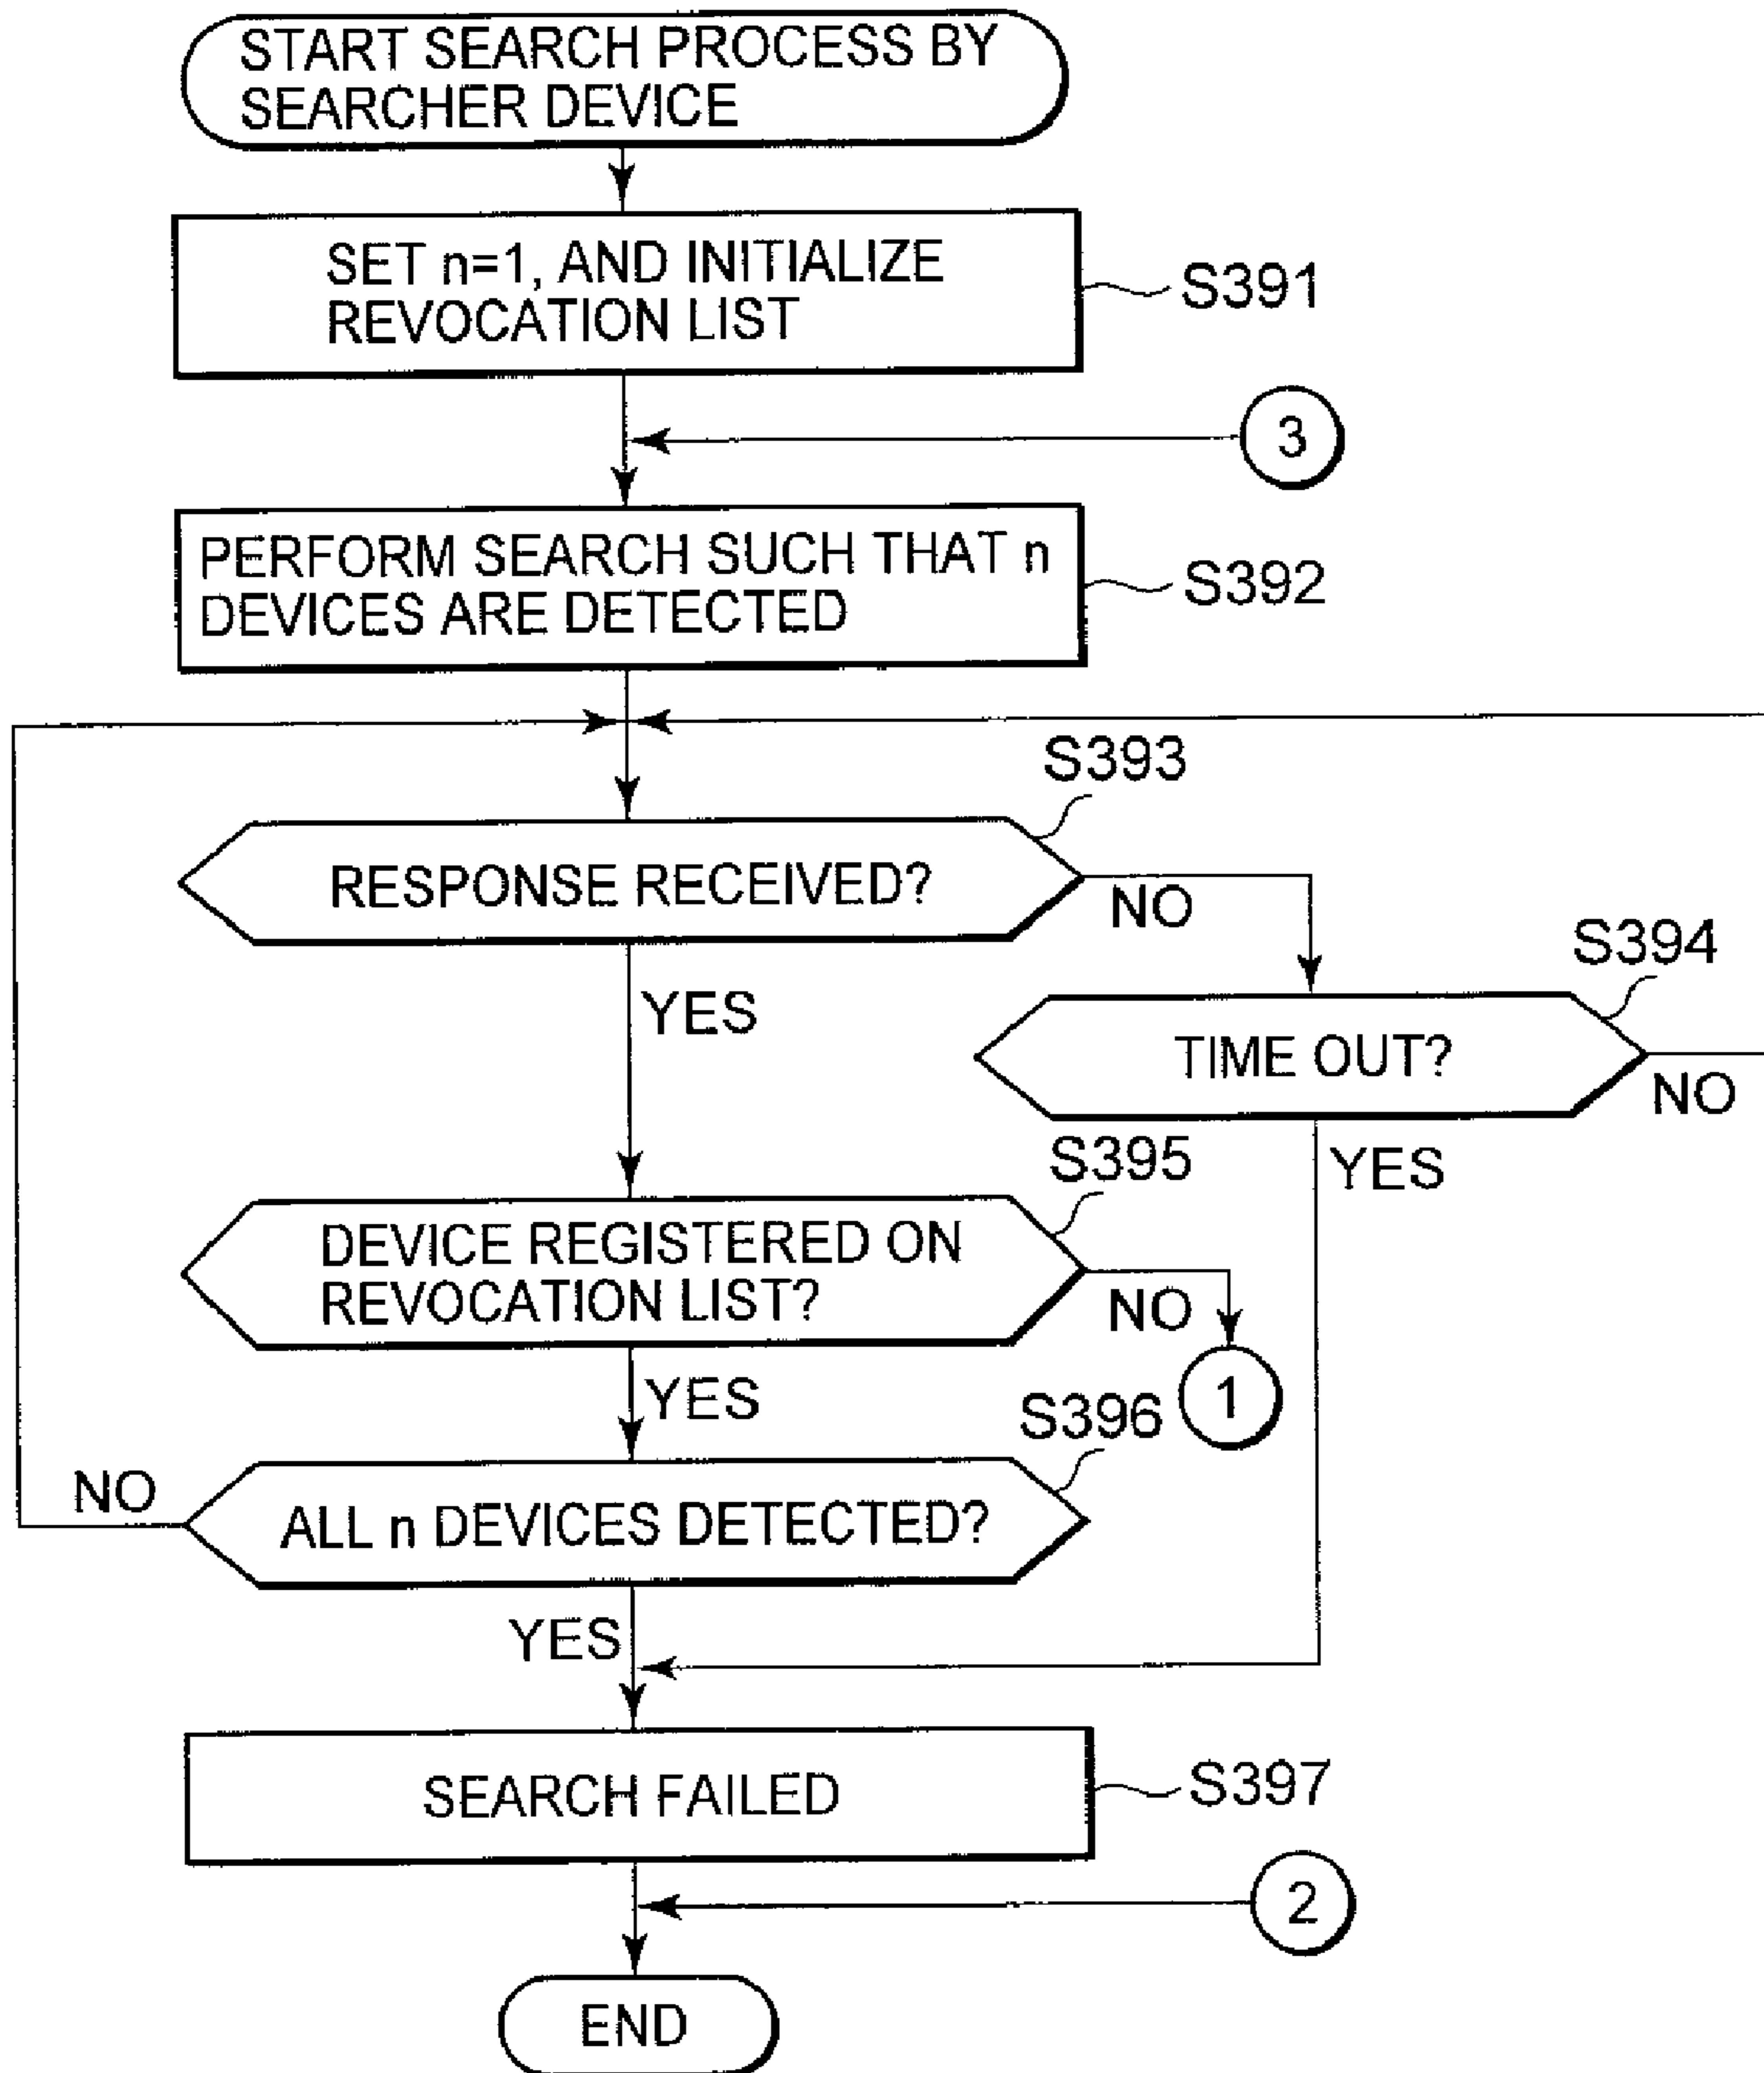 START SEARCH PROCESS BY
SEARCHER DEVICE
SET n=1, AND INITIALIZE
REVOCATION LIST
S391
3
PERFORM SEARCH SUCH THAT n
DEVICES ARE DETECTED
S392
S393
RESPONSE RECEIVED?
NO
S394
YES
TIME OUT?
NO
S395
YES
DEVICE REGISTERED ON
REVOCATION LIST?
NO
1
YES
S396
NO
ALL n DEVICES DETECTED?
YES
SEARCH FAILED
S397
2
END